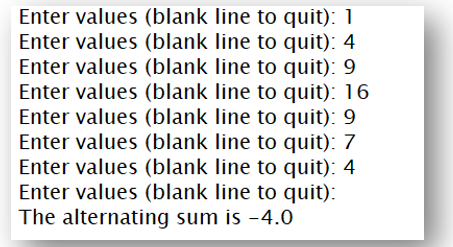 Enter values (blank line to quit): 1
Enter values (blank line to quit): 4
Enter values (blank line to quit): 9
Enter values (blank line to quit): 16
Enter values (blank line to quit): 9
Enter values (blank line to quit): 7
Enter values (blank line to quit): 4
Enter values (blank line to quit):
The alternating sum is -4.0